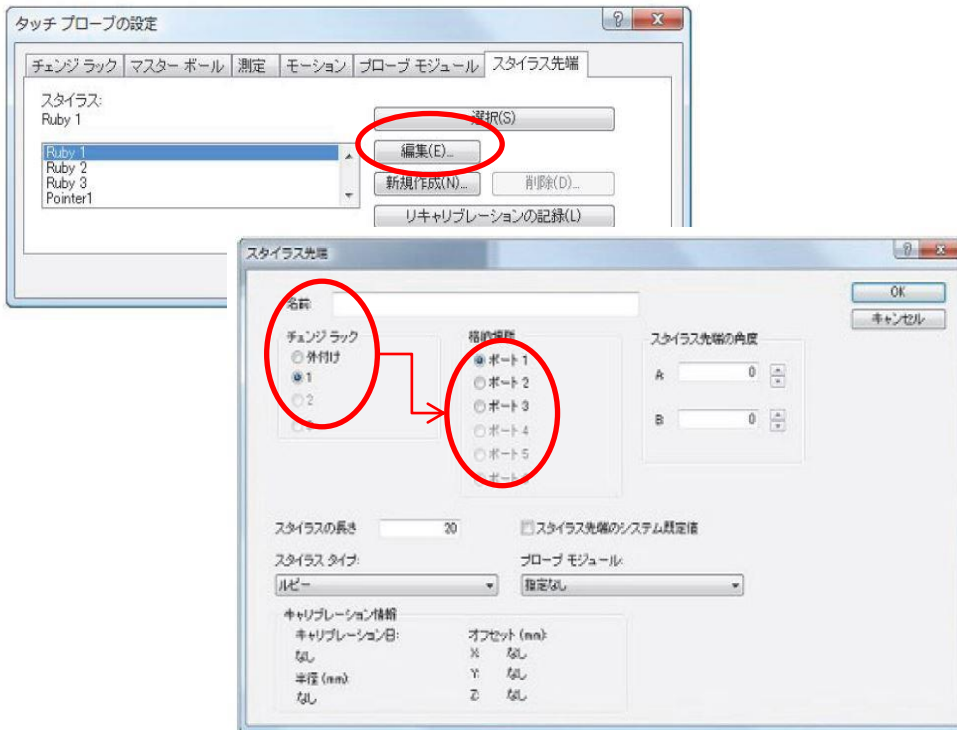 タッチ プローブの設定
チェンジ ラック マスター ボール 測定 モーション プローブ モジュール スタイラス先端
スタイラス:
Ruby 1
選択(S)
Ruby 1
Ruby 2
Ruby 3
Pointer1
編集(E)...
新規作成(N)...
削除(D)...
リキャリブレーションの記録(L)
スタイラス先端
名前:
OK
キャンセル
チェンジ ラック
外付け
1
2
格納場所
ポート 1
ポート 2
ポート 3
ポート 4
ポート 5
ポート
スタイラス先端の角度
A: 0
B: 0
スタイラスの長さ 20
スタイラス先端のシステム既定値
スタイラス タイプ:
ルビー
プローブ モジュール:
指定なし
キャリブレーション情報
キャリブレーション日:
なし
半径 (mm):
なし
オフセット (mm):
X: なし
Y: なし
Z: なし